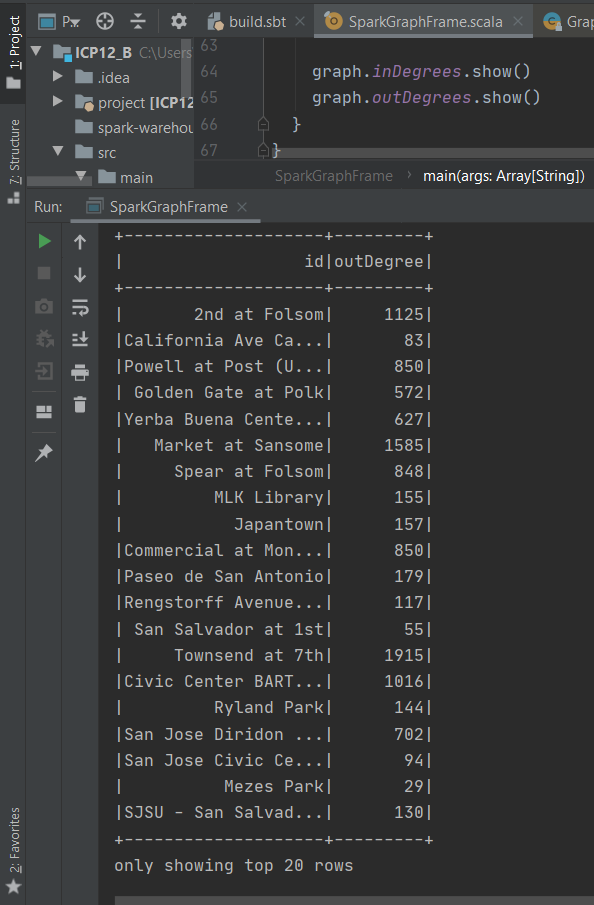 1: Project
7: Structure
2: Favorites
P
build.sbt
SparkGraphFrame.scala
Grap
ICP12_B C:\Users
.idea
project [ICP12
spark-warehou
src
main
63
64 graph.inDegrees.show()
65 graph.outDegrees.show()
66 }
67 }
SparkGraphFrame > main(args: Array[String])
Run: SparkGraphFrame
+--------------------+---------+
|                  id|outDegree|
+--------------------+---------+
|       2nd at Folsom|     1125|
|California Ave Ca...|       83|
|Powell at Post (U...|      850|
| Golden Gate at Polk|      572|
|Yerba Buena Cente...|      627|
|   Market at Sansome|     1585|
|     Spear at Folsom|      848|
|         MLK Library|      155|
|           Japantown|      157|
|Commercial at Mon...|      850|
|Paseo de San Antonio|      179|
|Rengstorff Avenue...|      117|
| San Salvador at 1st|       55|
|     Townsend at 7th|     1915|
|Civic Center BART...|     1016|
|         Ryland Park|      144|
|San Jose Diridon ...|      702|
|San Jose Civic Ce...|       94|
|          Mezes Park|       29|
|SJSU - San Salvad...|      130|
+--------------------+---------+
only showing top 20 rows